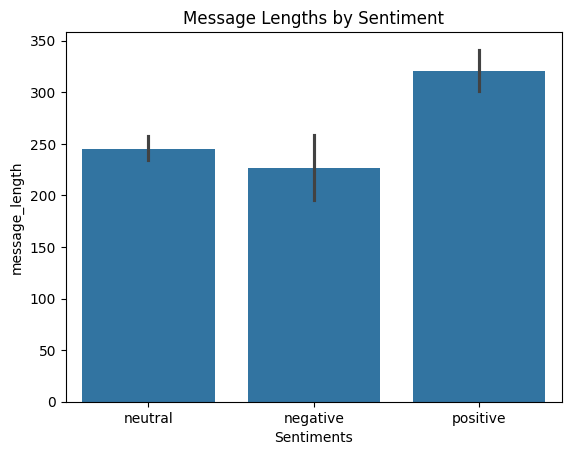 Message Lengths by Sentiment
message_length
350
300
250
200
150
100
50
0
neutral
negative
positive
Sentiments